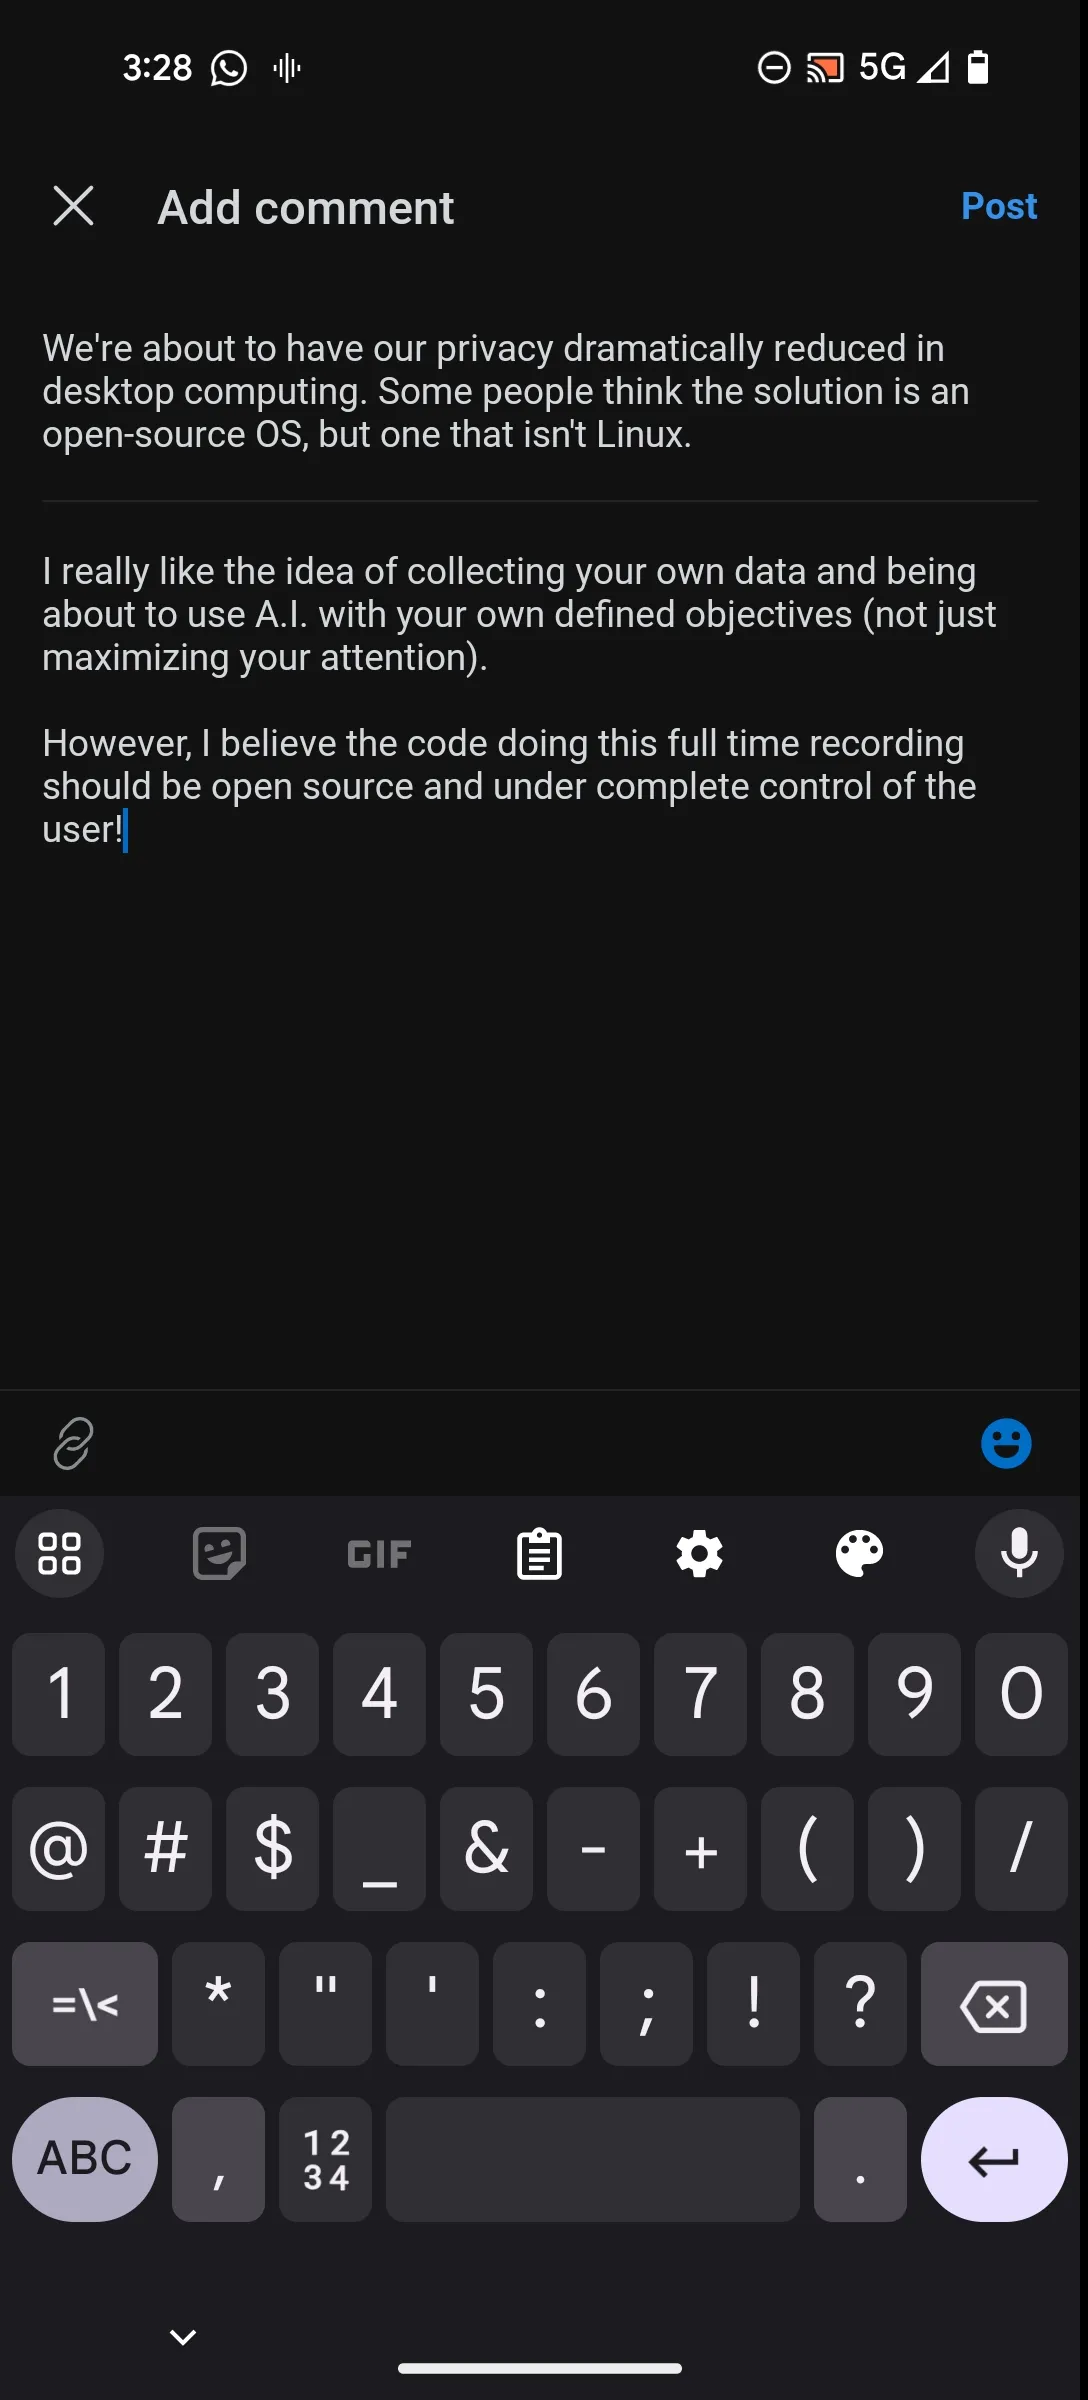 3:28
5G
Add comment
Post
We're about to have our privacy dramatically reduced in
desktop computing. Some people think the solution is an
open-source OS, but one that isn't Linux.
I really like the idea of collecting your own data and being
about to use A.I. with your own defined objectives (not just
maximizing your attention).
However, I believe the code doing this full time recording
should be open source and under complete control of the
user!
GIF
1 2 3 4 5 6 7 8 9 0
@ # $ _ & - + ( ) /
=\< * " ' : ; ! ?
ABC , 1 2 .
3 4